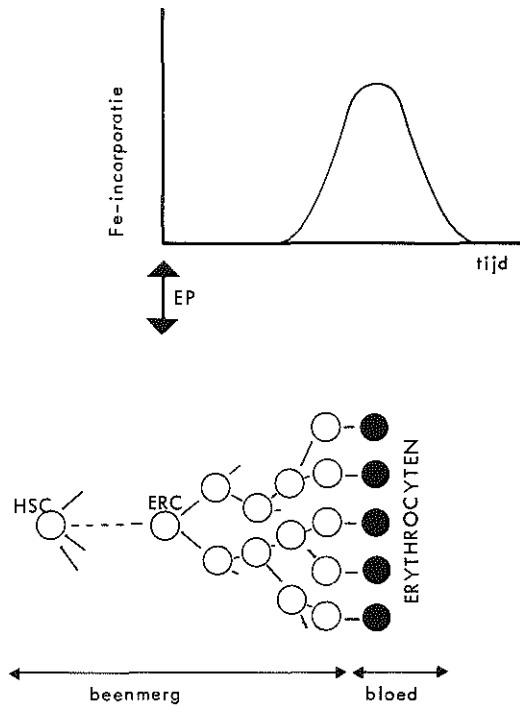 Fe-incorporatie
tijd
EP
HSC
ERC
ERYTHROCYTEN
beenmerg
bloed